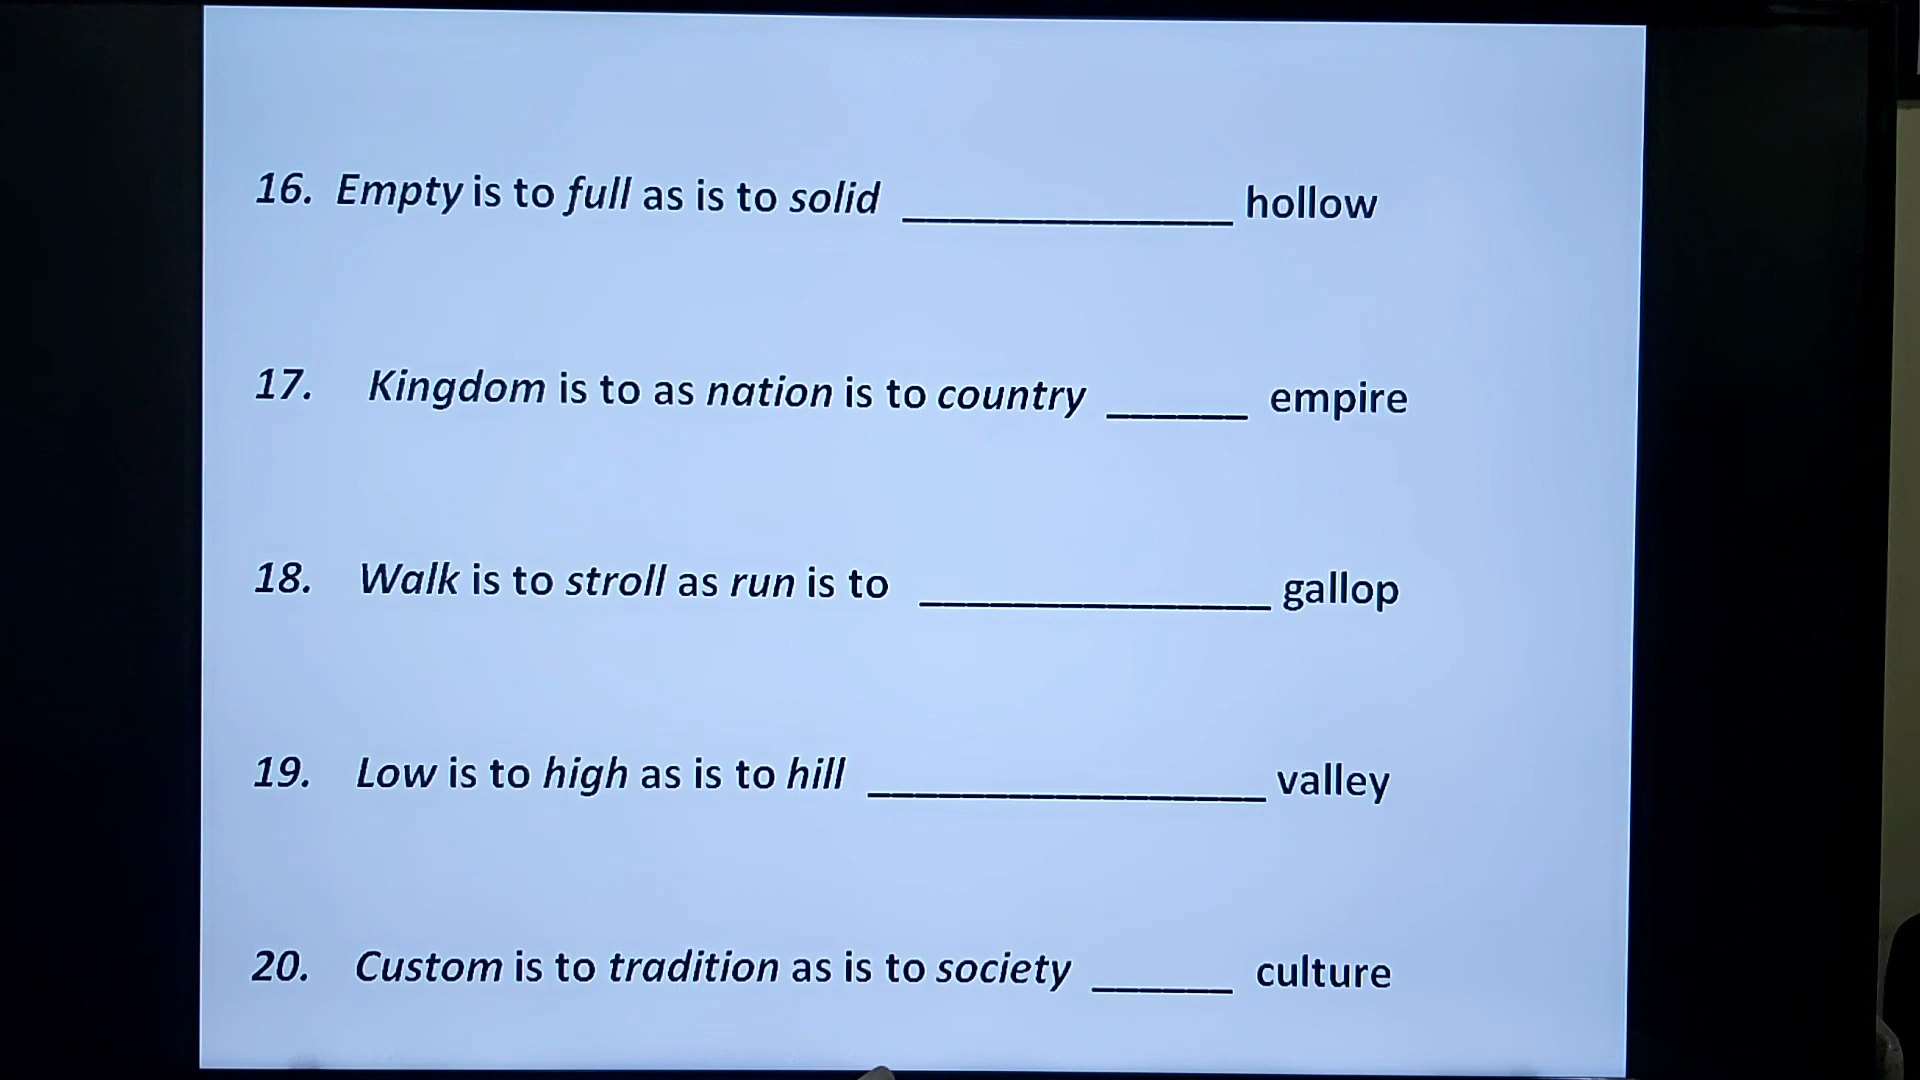 16. Empty is to full as is to solid ______________ hollow
17. Kingdom is to as nation is to country ______ empire
18. Walk is to stroll as run is to _______________ gallop
19. Low is to high as is to hill _________________ valley
20. Custom is to tradition as is to society ______ culture